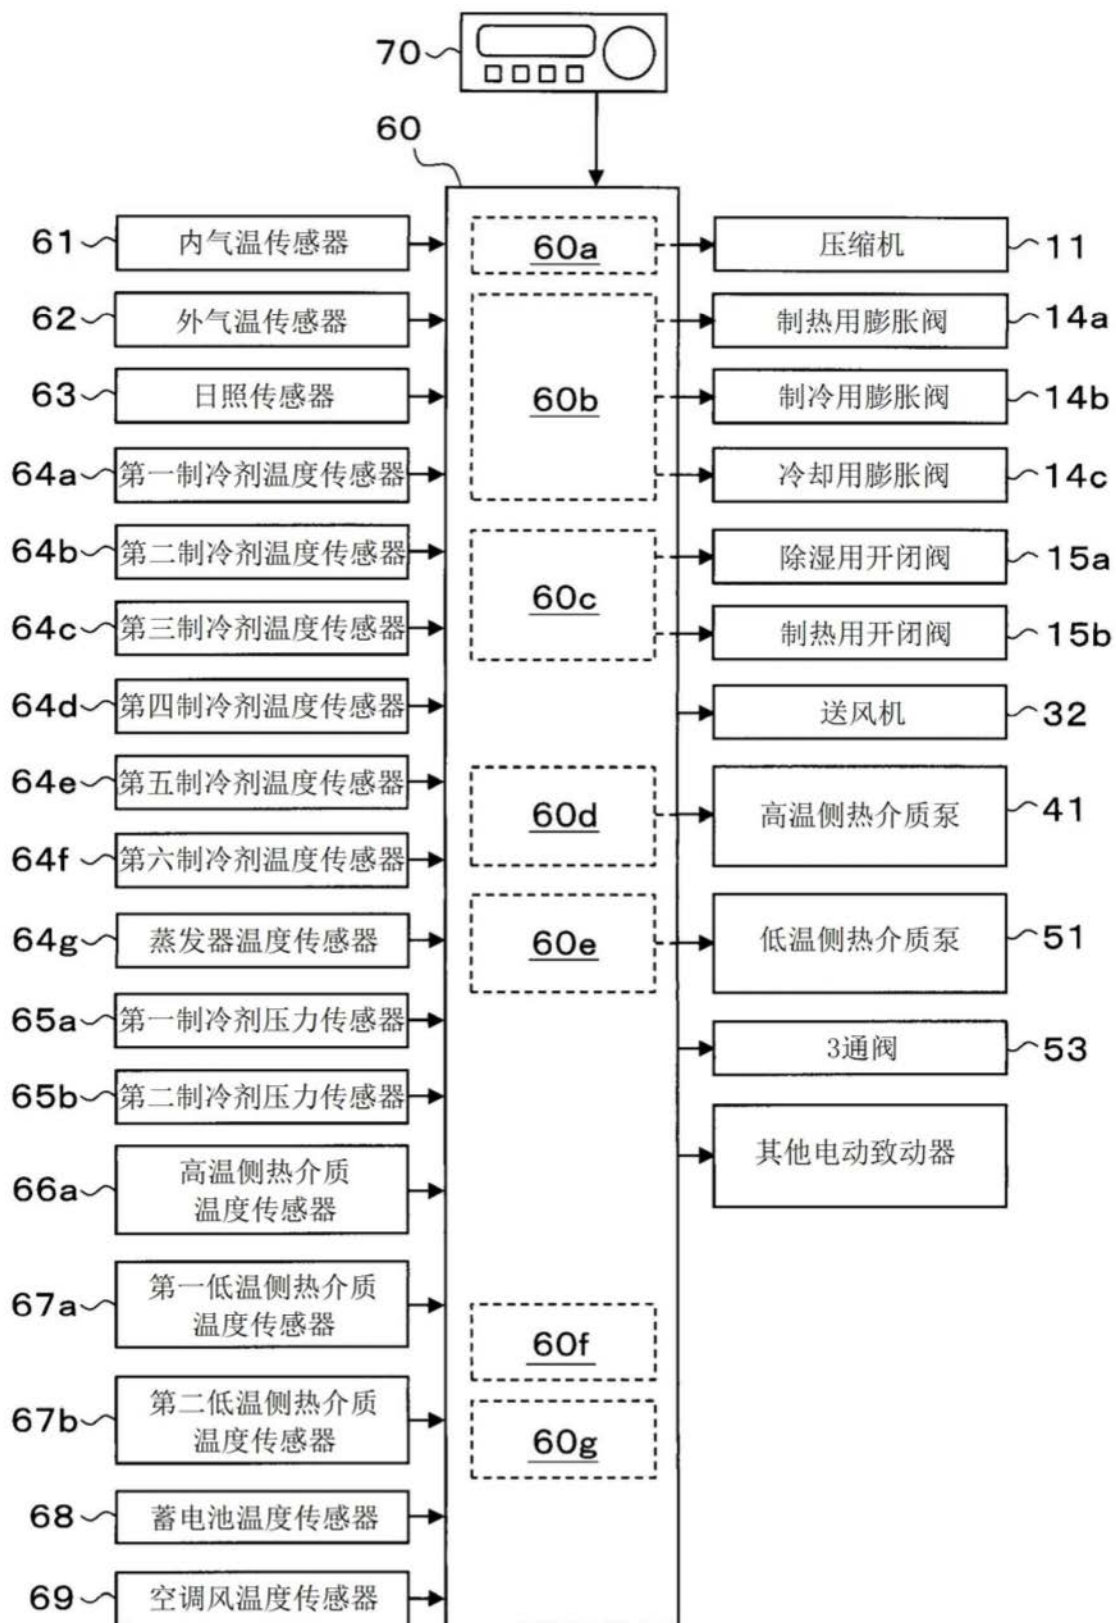 70
60
61
内气温传感器
62
外气温传感器
63
日照传感器
64a
第一制冷剂温度传感器
64b
第二制冷剂温度传感器
64c
第三制冷剂温度传感器
64d
第四制冷剂温度传感器
64e
第五制冷剂温度传感器
64f
第六制冷剂温度传感器
64g
蒸发器温度传感器
65a
第一制冷剂压力传感器
65b
第二制冷剂压力传感器
66a
高温侧热介质
温度传感器
67a
第一低温侧热介质
温度传感器
67b
第二低温侧热介质
温度传感器
68
蓄电池温度传感器
69
空调风温度传感器
60a
60b
60c
60d
60e
60f
60g
压缩机
11
制热用膨胀阀
14a
制冷用膨胀阀
14b
冷却用膨胀阀
14c
除湿用开闭阀
15a
制热用开闭阀
15b
送风机
32
高温侧热介质泵
41
低温侧热介质泵
51
3通阀
53
其他电动致动器